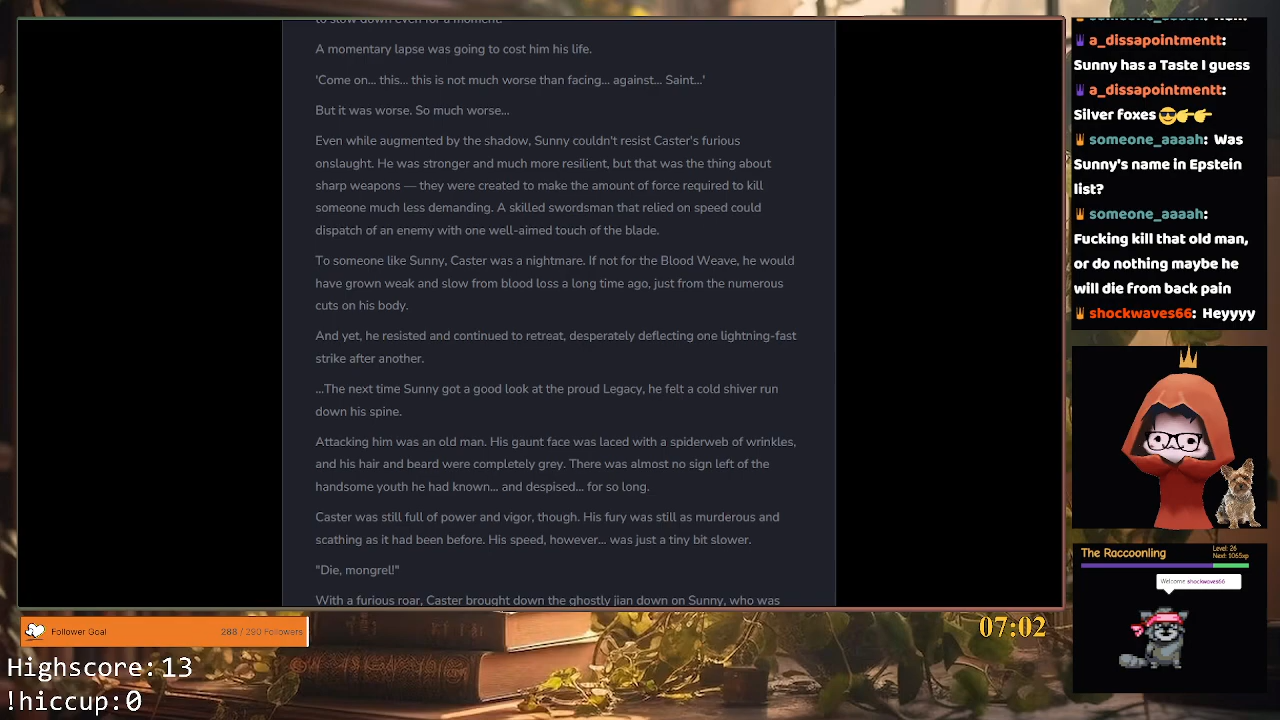 to slow down even for a moment.
A momentary lapse was going to cost him his life.
'Come on... this... this is not much worse than facing... against... Saint...'
But it was worse. So much worse...
Even while augmented by the shadow, Sunny couldn't resist Caster's furious
onslaught. He was stronger and much more resilient, but that was the thing about
sharp weapons — they were created to make the amount of force required to kill
someone much less demanding. A skilled swordsman that relied on speed could
dispatch of an enemy with one well-aimed touch of the blade.
To someone like Sunny, Caster was a nightmare. If not for the Blood Weave, he would
have grown weak and slow from blood loss a long time ago, just from the numerous
cuts on his body.
And yet, he resisted and continued to retreat, desperately deflecting one lightning-fast
strike after another.
...The next time Sunny got a good look at the proud Legacy, he felt a cold shiver run
down his spine.
Attacking him was an old man. His gaunt face was laced with a spiderweb of wrinkles,
and his hair and beard were completely grey. There was almost no sign left of the
handsome youth he had known... and despised... for so long.
Caster was still full of power and vigor, though. His fury was still as murderous and
scathing as it had been before. His speed, however... was just a tiny bit slower.
"Die, mongrel!"
With a furious roar, Caster brought down the ghostly jian down on Sunny, who was
a_dissapointmentt:
Sunny has a Taste I guess
a_dissapointmentt:
Silver foxes 😎👉👉
someone_aaaah: Was
Sunny's name in Epstein
list?
someone_aaaah:
Fucking kill that old man,
or do nothing maybe he
will die from back pain
shockwaves66: Heyyyy
The Raccoonling
Level: 26
Next: 1065xp
Welcome shockwaves66
Follower Goal
288 / 290 Followers
07:02
Highscore:13
!hiccup:0